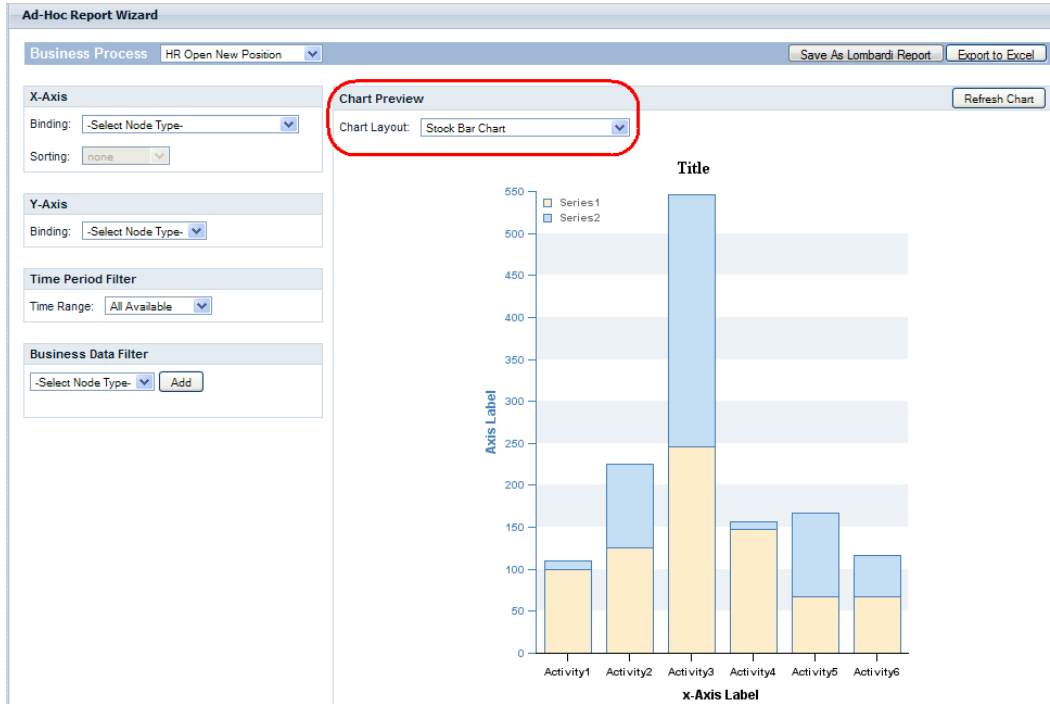 Ad-Hoc Report Wizard
Business Process HR Open New Position Save As Lombardi Report Export to Excel
X-Axis
Binding: -Select Node Type-
Sorting: none
Y-Axis
Binding: -Select Node Type-
Time Period Filter
Time Range: All Available
Business Data Filter
-Select Node Type- Add
Chart Preview Refresh Chart
Chart Layout: Stock Bar Chart
Title
Series1
Series2
Axis Label
550
500
450
400
350
300
250
200
150
100
50
0
Activity1 Activity2 Activity3 Activity4 Activity5 Activity6
x-Axis Label